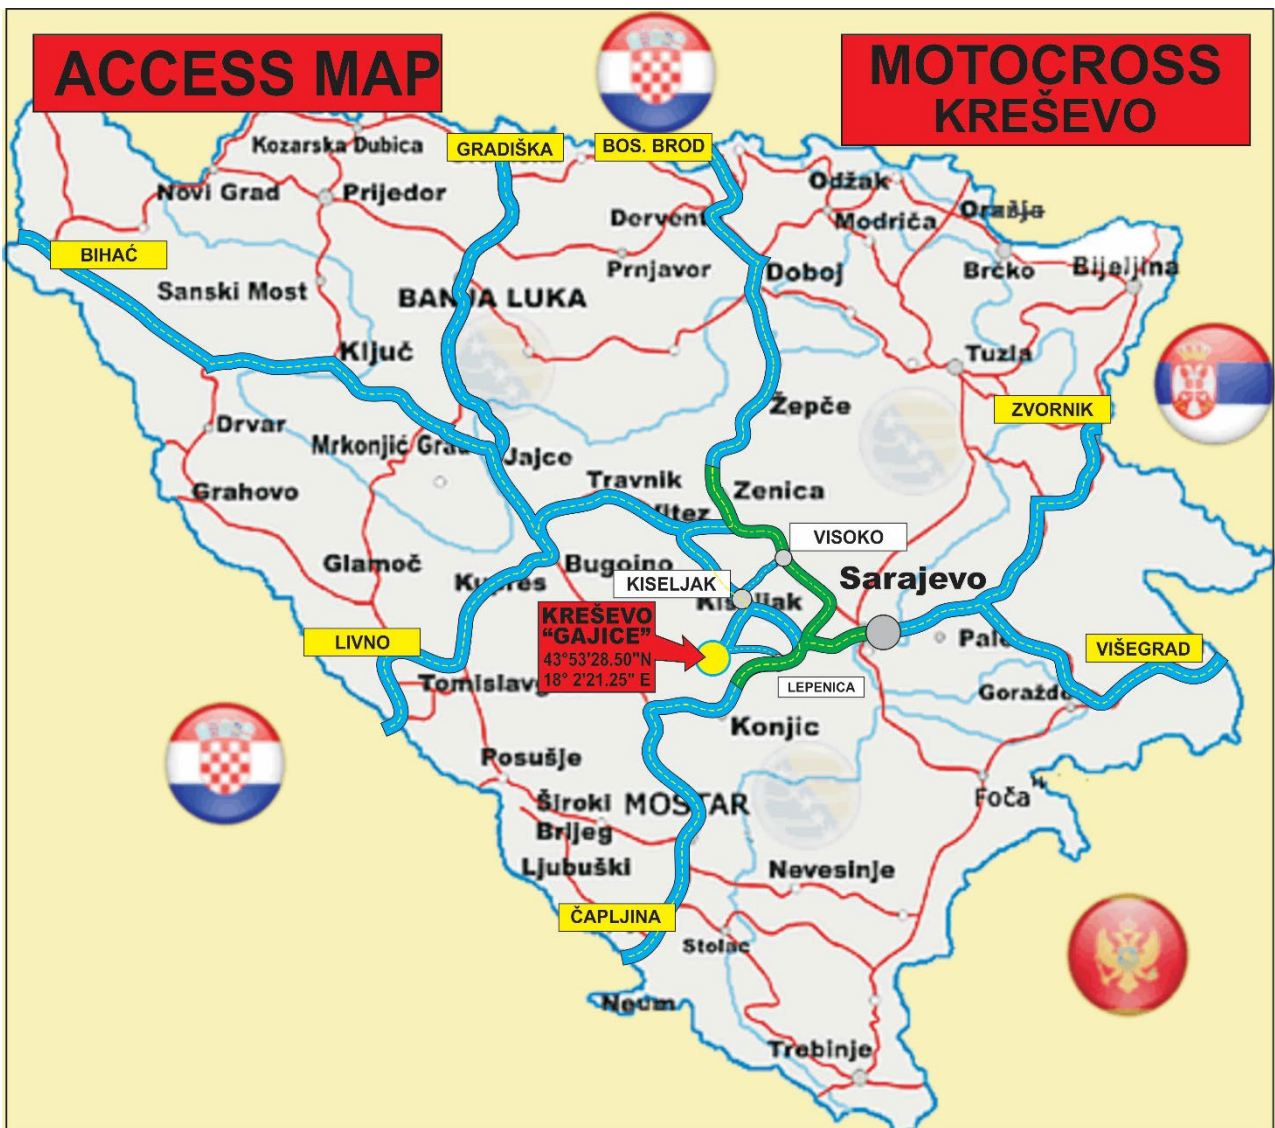 ACCESS MAP
MOTOCROSS
KREŠEVO
Kozarska Dubica
GRADIŠKA
BOS. BROD
Novi Grad
Prijedor
Odžak
Derventa
Modriča
BIHAĆ
Prnjavor
Doboj
Brčko
Bijeljina
Sanski Most
BANJA LUKA
Ključ
Tuzla
Žepče
ZVORNIK
Drvar
Mrkonjić Grad
Jajce
Grahovo
Travnik
Zenica
Vitez
VISOKO
Glamoč
Kupres
Bugojno
KISELJAK
Kiseljak
Sarajevo
KREŠEVO
"GAJICE"
43°53'28.50"N
18° 2'21.25" E
LIVNO
Pale
VIŠEGRAD
Tomislavg
LEPENICA
Goražde
Konjic
Posušje
Široki
Brijeg
MOSTAR
Foča
Ljubuški
Nevesinje
ČAPLJINA
Stolac
Neum
Trebinje